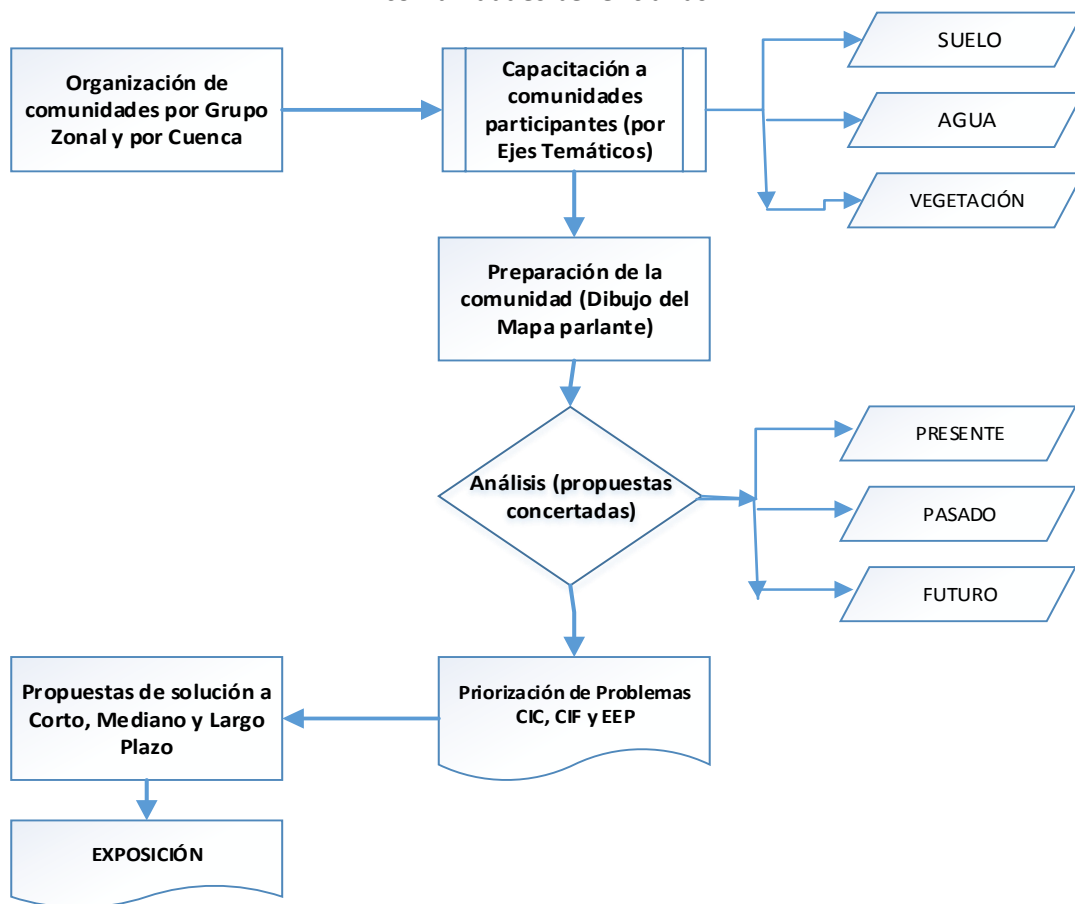 Organización de
comunidades por Grupo
Zonal y por Cuenca
Capacitación a
comunidades
participantes (por
Ejes Temáticos)
SUELO
AGUA
VEGETACIÓN
Preparación de la
comunidad (Dibujo del
Mapa parlante)
Análisis (propuestas
concertadas)
PRESENTE
PASADO
FUTURO
Priorización de Problemas
CIC, CIF y EEP
Propuestas de solución a
Corto, Mediano y Largo
Plazo
EXPOSICIÓN